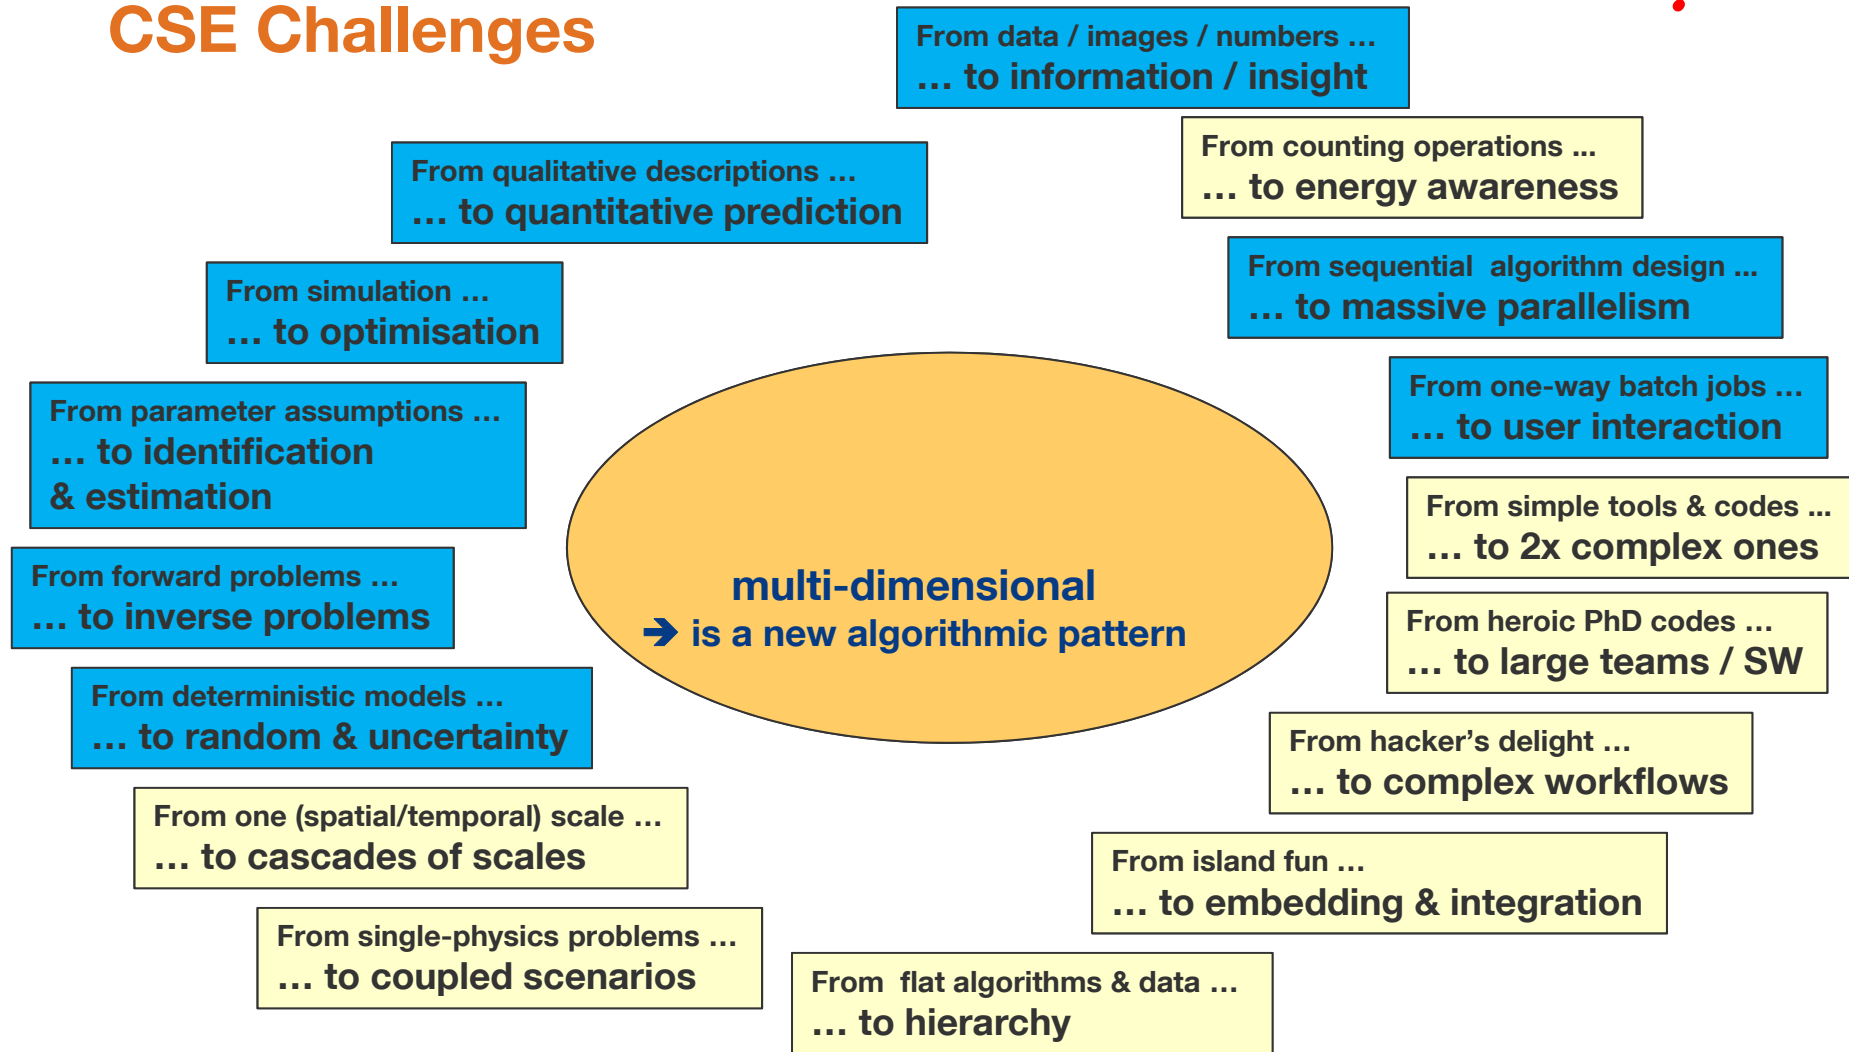 CSE Challenges
From data / images / numbers …
… to information / insight
From counting operations ...
… to energy awareness
From qualitative descriptions …
… to quantitative prediction
From sequential  algorithm design ...
… to massive parallelism
From simulation …
… to optimisation
From one-way batch jobs …
… to user interaction
From parameter assumptions …
… to identification
& estimation
From simple tools & codes ...
… to 2x complex ones
From forward problems …
… to inverse problems
multi-dimensional
➔ is a new algorithmic pattern
From heroic PhD codes …
… to large teams / SW
From deterministic models …
… to random & uncertainty
From hacker’s delight …
… to complex workflows
From one (spatial/temporal) scale …
… to cascades of scales
From island fun …
… to embedding & integration
From single-physics problems …
… to coupled scenarios
From  flat algorithms & data …
… to hierarchy